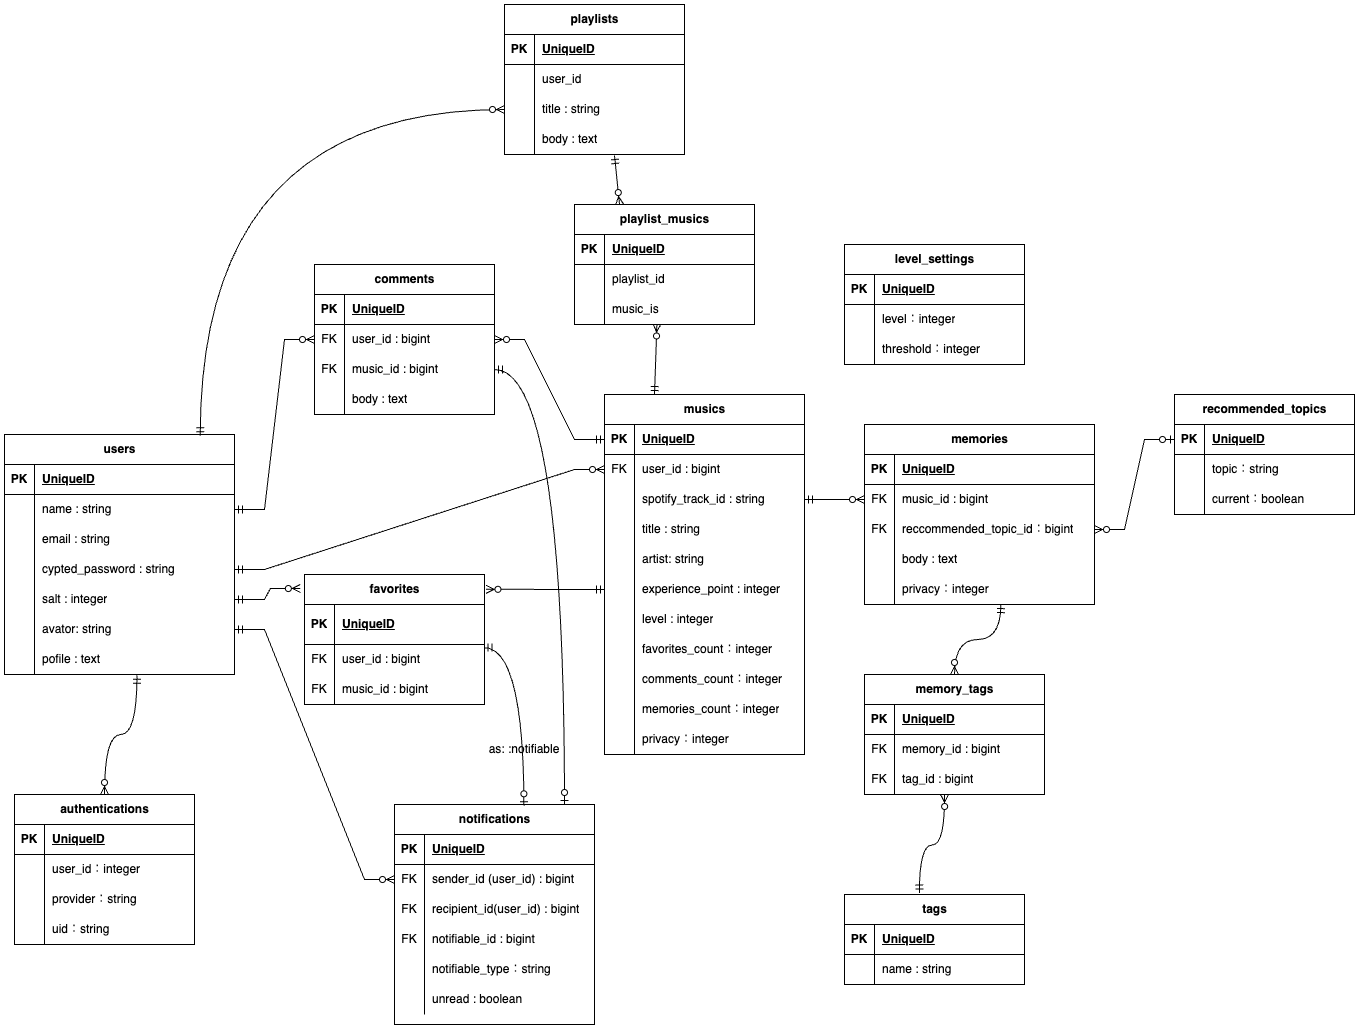 playlists
PK UniqueID
user_id
title : string
body : text
playlist_musics
PK UniqueID
playlist_id
music_is
level_settings
PK UniqueID
level：integer
threshold：integer
comments
PK UniqueID
FK user_id : bigint
FK music_id : bigint
body : text
musics
PK UniqueID
FK user_id : bigint
spotify_track_id : string
title : string
artist: string
experience_point : integer
level : integer
favorites_count：integer
comments_count：integer
memories_count：integer
privacy：integer
recommended_topics
PK UniqueID
topic：string
current：boolean
memories
PK UniqueID
FK music_id : bigint
FK reccommended_topic_id：bigint
body : text
privacy：integer
users
PK UniqueID
name : string
email : string
cypted_password : string
salt : integer
avator: string
pofile : text
favorites
PK UniqueID
FK user_id : bigint
FK music_id : bigint
memory_tags
PK UniqueID
FK memory_id : bigint
FK tag_id : bigint
as: :notifiable
authentications
PK UniqueID
user_id：integer
provider：string
uid：string
notifications
PK UniqueID
FK sender_id (user_id) : bigint
FK recipient_id(user_id) : bigint
FK notifiable_id : bigint
notifiable_type：string
unread : boolean
tags
PK UniqueID
name : string